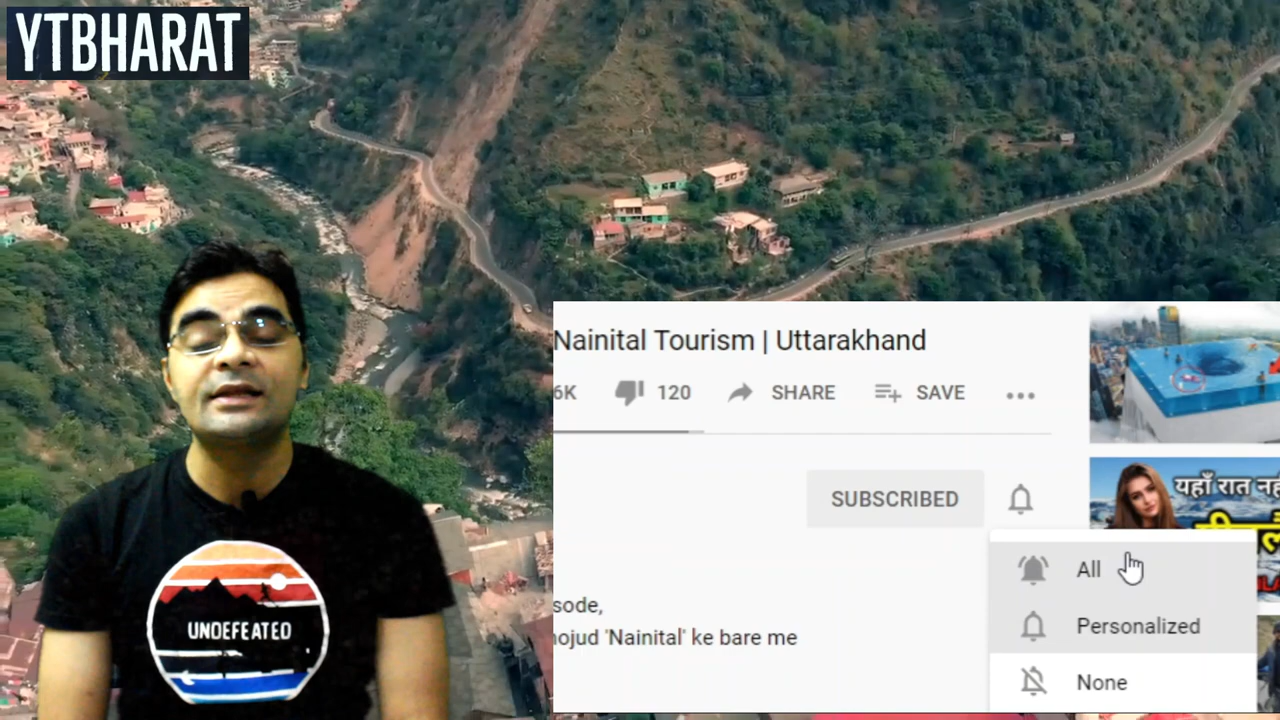 YTBHARAT
Nainital Tourism | Uttarakhand
6K
120
SHARE
SAVE
SUBSCRIBED
यहाँ रात
All
sode,
UNDEFEATED
Personalized
'Nainital' ke bare me
None